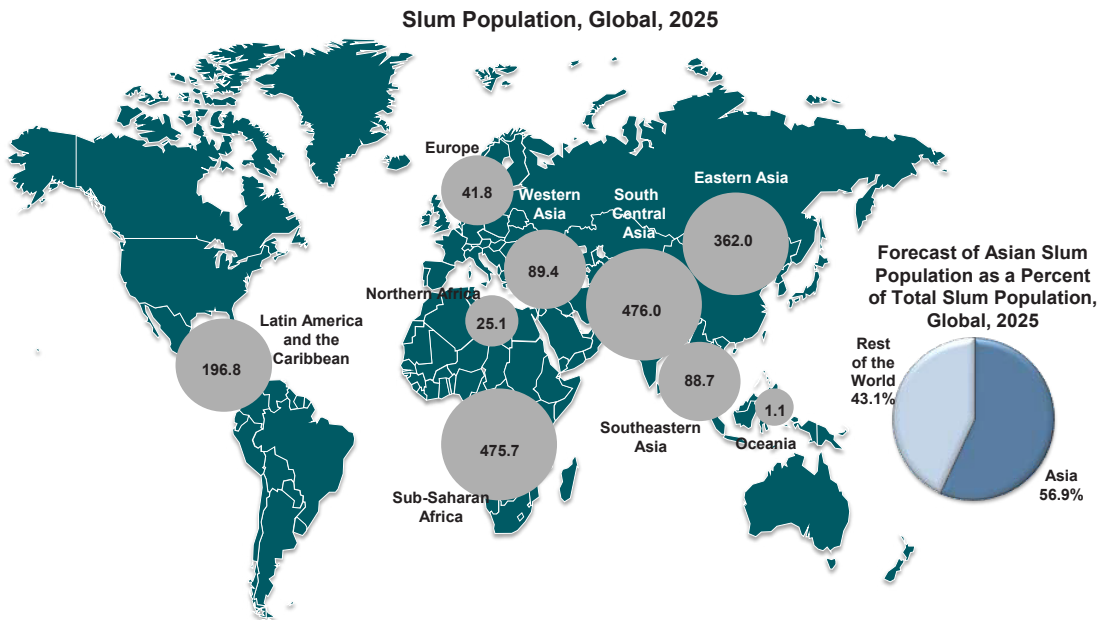 Slum Population, Global, 2025
Europe
41.8
Western
Asia
89.4
South
Central
Asia
476.0
Eastern Asia
362.0
Northern Africa
25.1
Latin America
and the
Caribbean
196.8
88.7
Southeastern
Asia
1.1
Oceania
475.7
Sub-Saharan
Africa
Forecast of Asian Slum
Population as a Percent
of Total Slum Population,
Global, 2025
Rest
of the
World
43.1%
Asia
56.9%